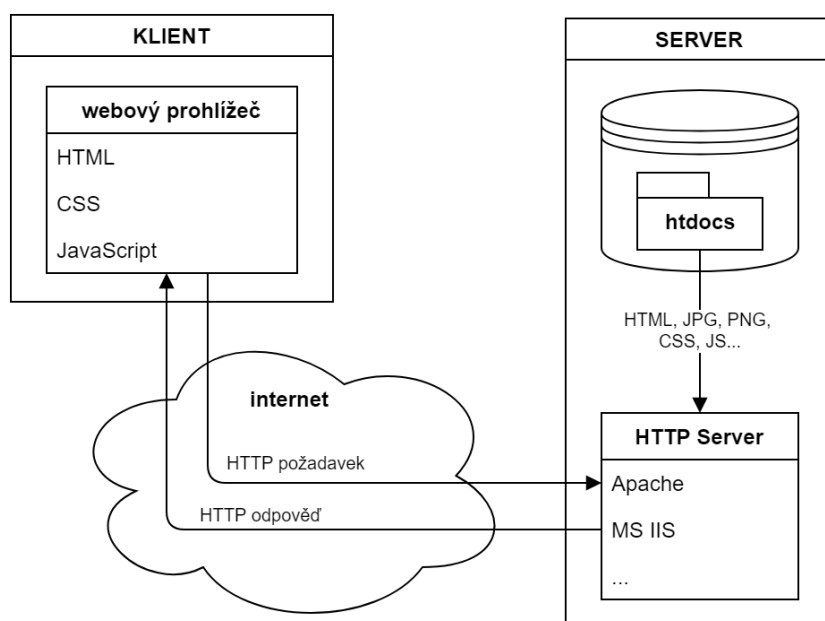 KLIENT
webový prohlížeč
HTML
CSS
JavaScript
SERVER
htdocs
HTML, JPG, PNG,
CSS, JS...
internet
HTTP požadavek
HTTP odpověď
HTTP Server
Apache
MS IIS
...